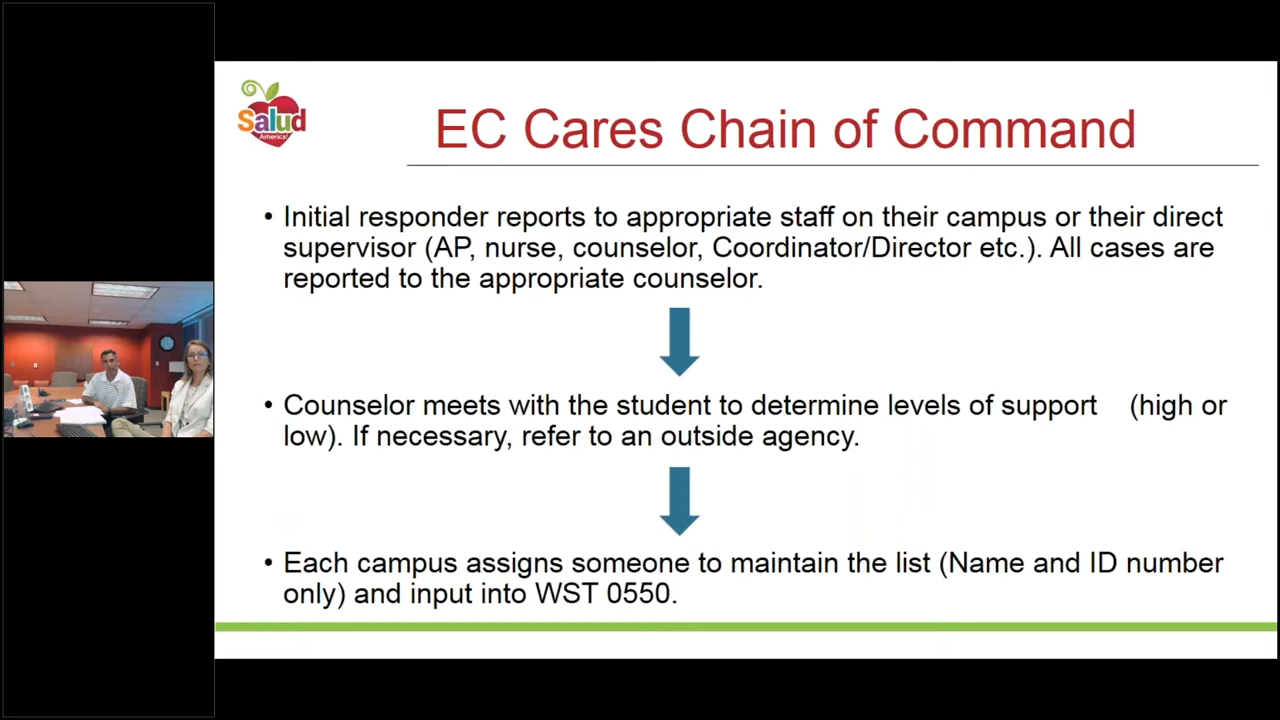 Salud
America!
EC Cares Chain of Command
• Initial responder reports to appropriate staff on their campus or their direct
supervisor (AP, nurse, counselor, Coordinator/Director etc.). All cases are
reported to the appropriate counselor.
• Counselor meets with the student to determine levels of support (high or
low). If necessary, refer to an outside agency.
• Each campus assigns someone to maintain the list (Name and ID number
only) and input into WST 0550.